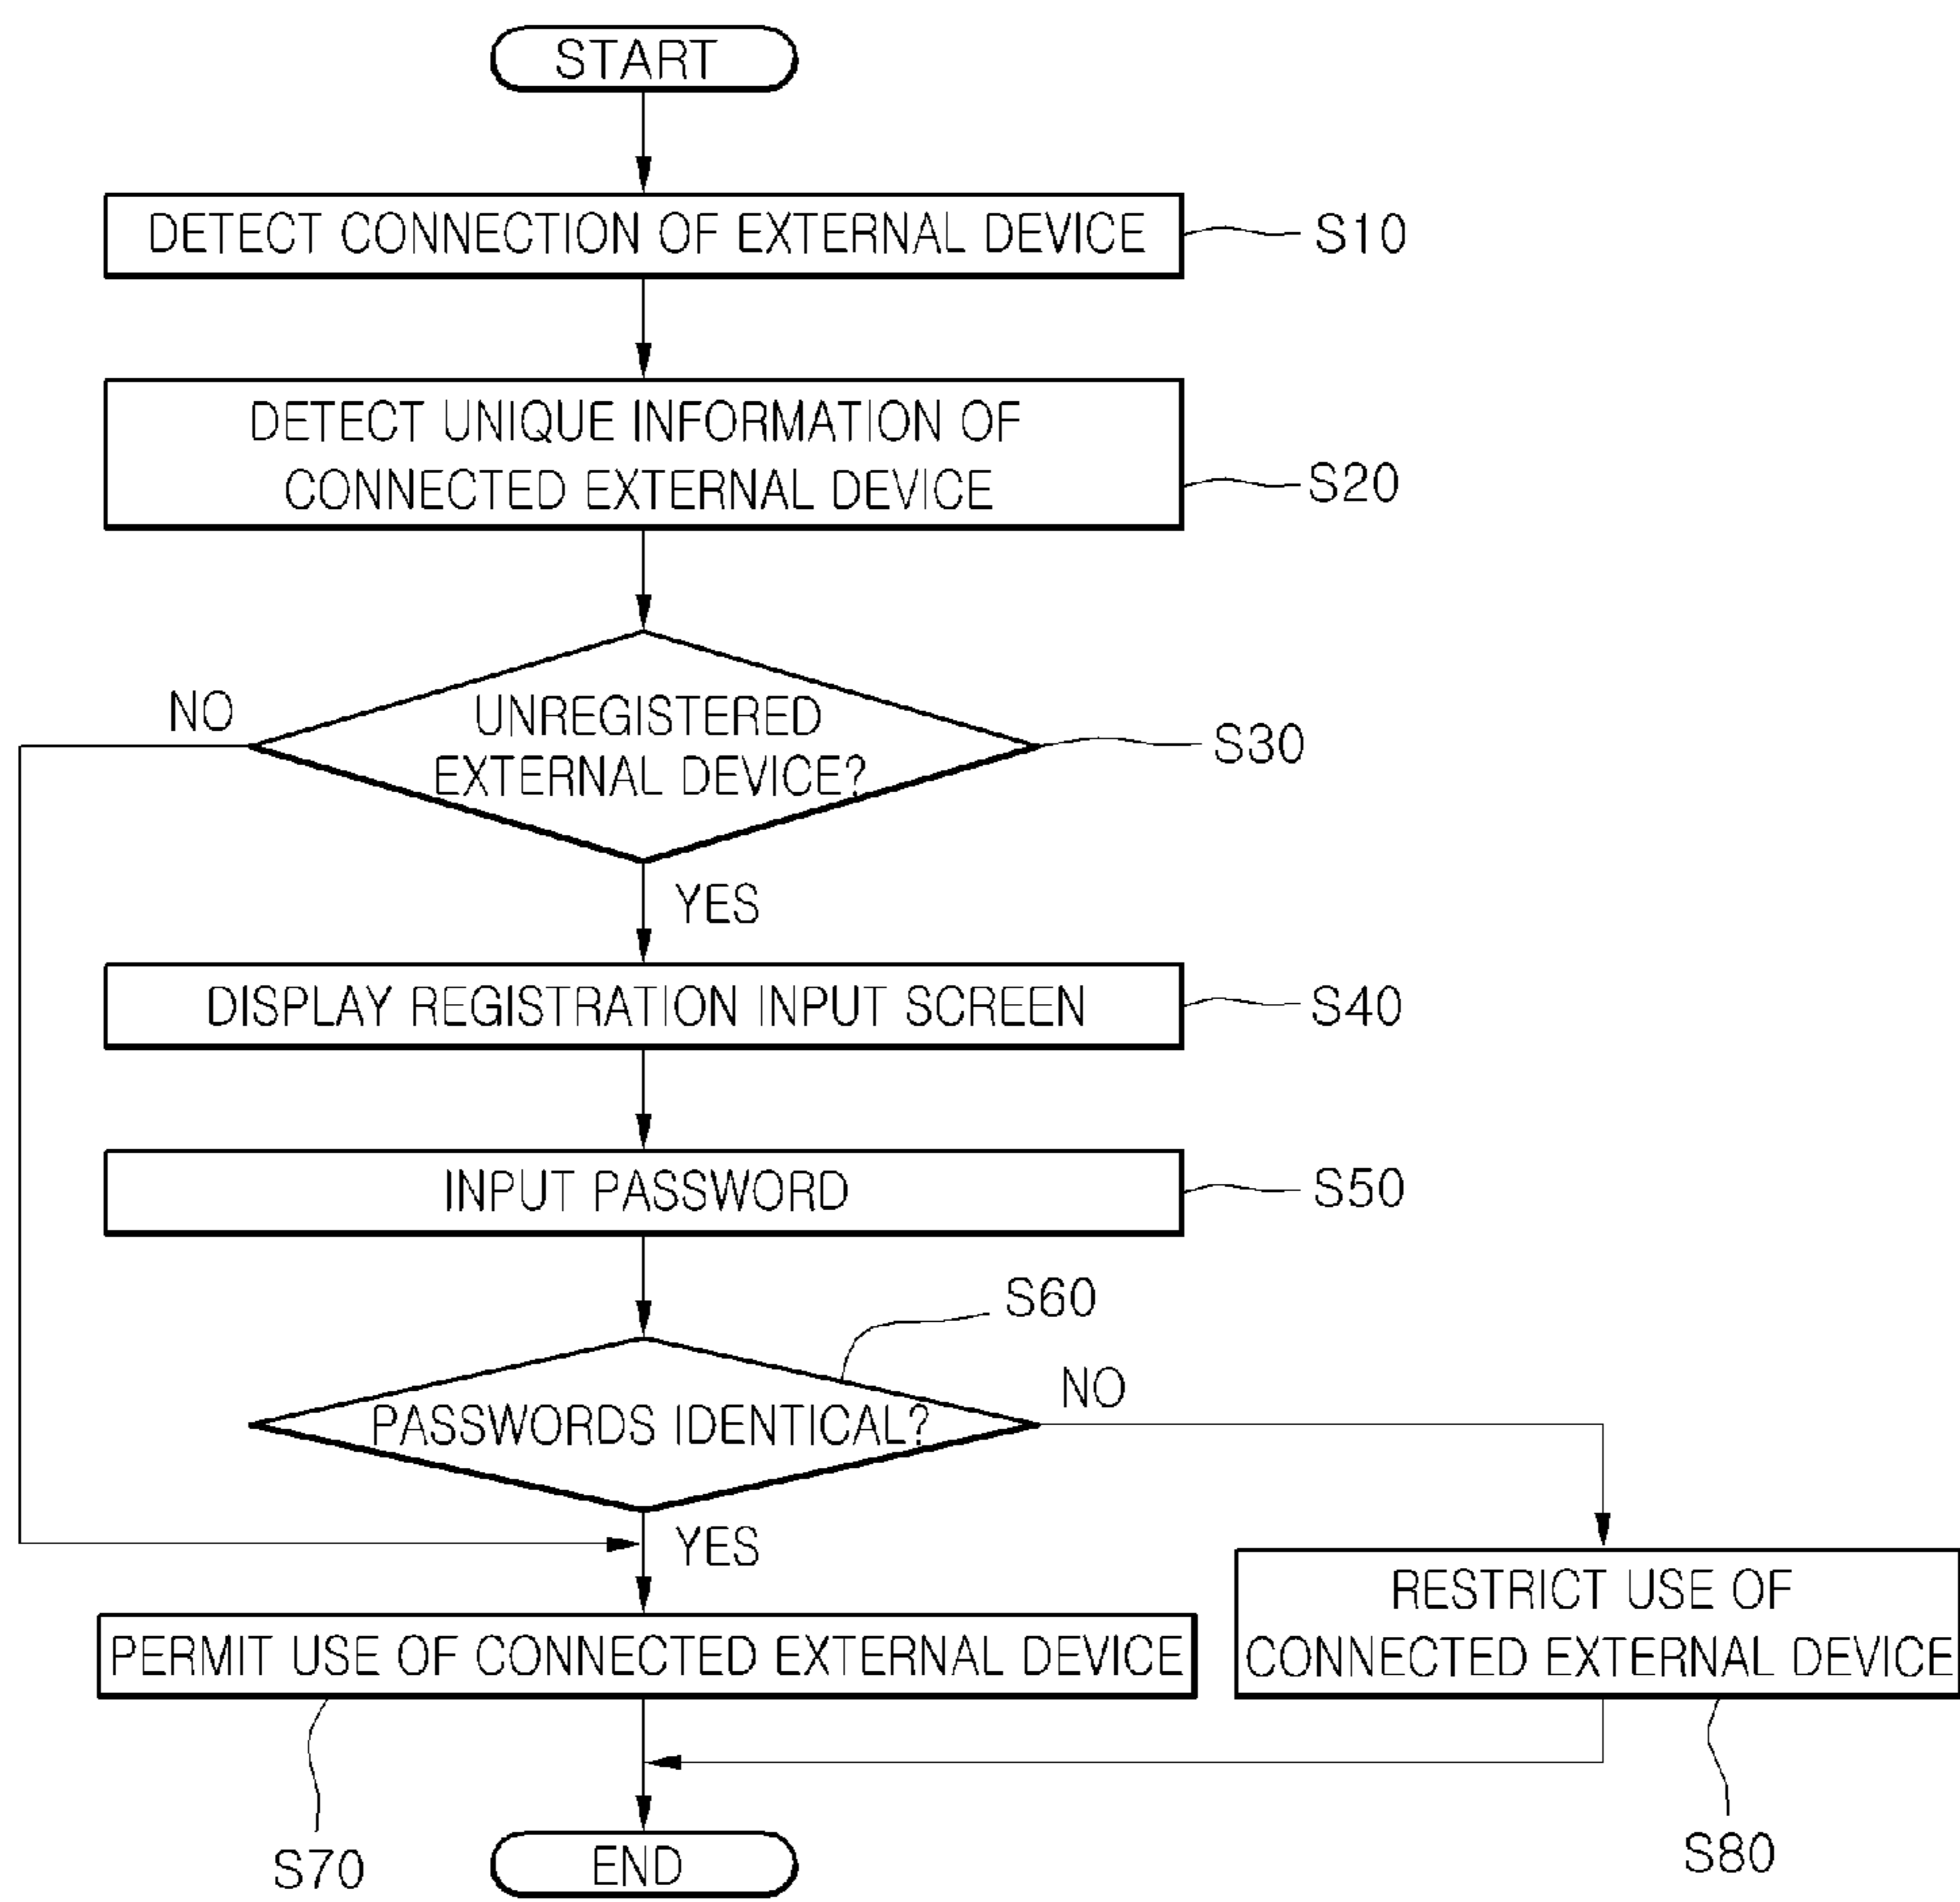 START
DETECT CONNECTION OF EXTERNAL DEVICE
S10
DETECT UNIQUE INFORMATION OF
CONNECTED EXTERNAL DEVICE
S20
NO
UNREGISTERED
EXTERNAL DEVICE?
S30
YES
DISPLAY REGISTRATION INPUT SCREEN
S40
INPUT PASSWORD
S50
S60
PASSWORDS IDENTICAL?
NO
YES
RESTRICT USE OF
CONNECTED EXTERNAL DEVICE
PERMIT USE OF CONNECTED EXTERNAL DEVICE
S70
S80
END